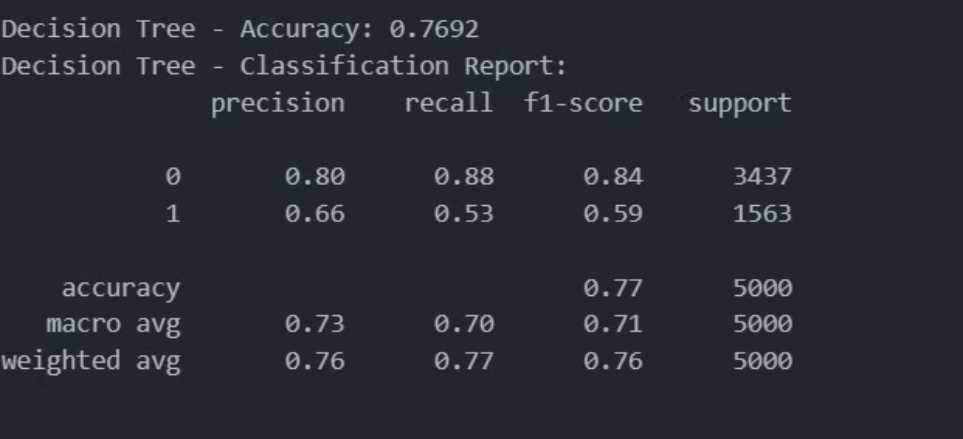 Decision Tree - Accuracy: 0.7692
Decision Tree - Classification Report:
              precision    recall  f1-score   support

           0       0.80      0.88      0.84      3437
           1       0.66      0.53      0.59      1563

    accuracy                           0.77      5000
   macro avg       0.73      0.70      0.71      5000
weighted avg       0.76      0.77      0.76      5000